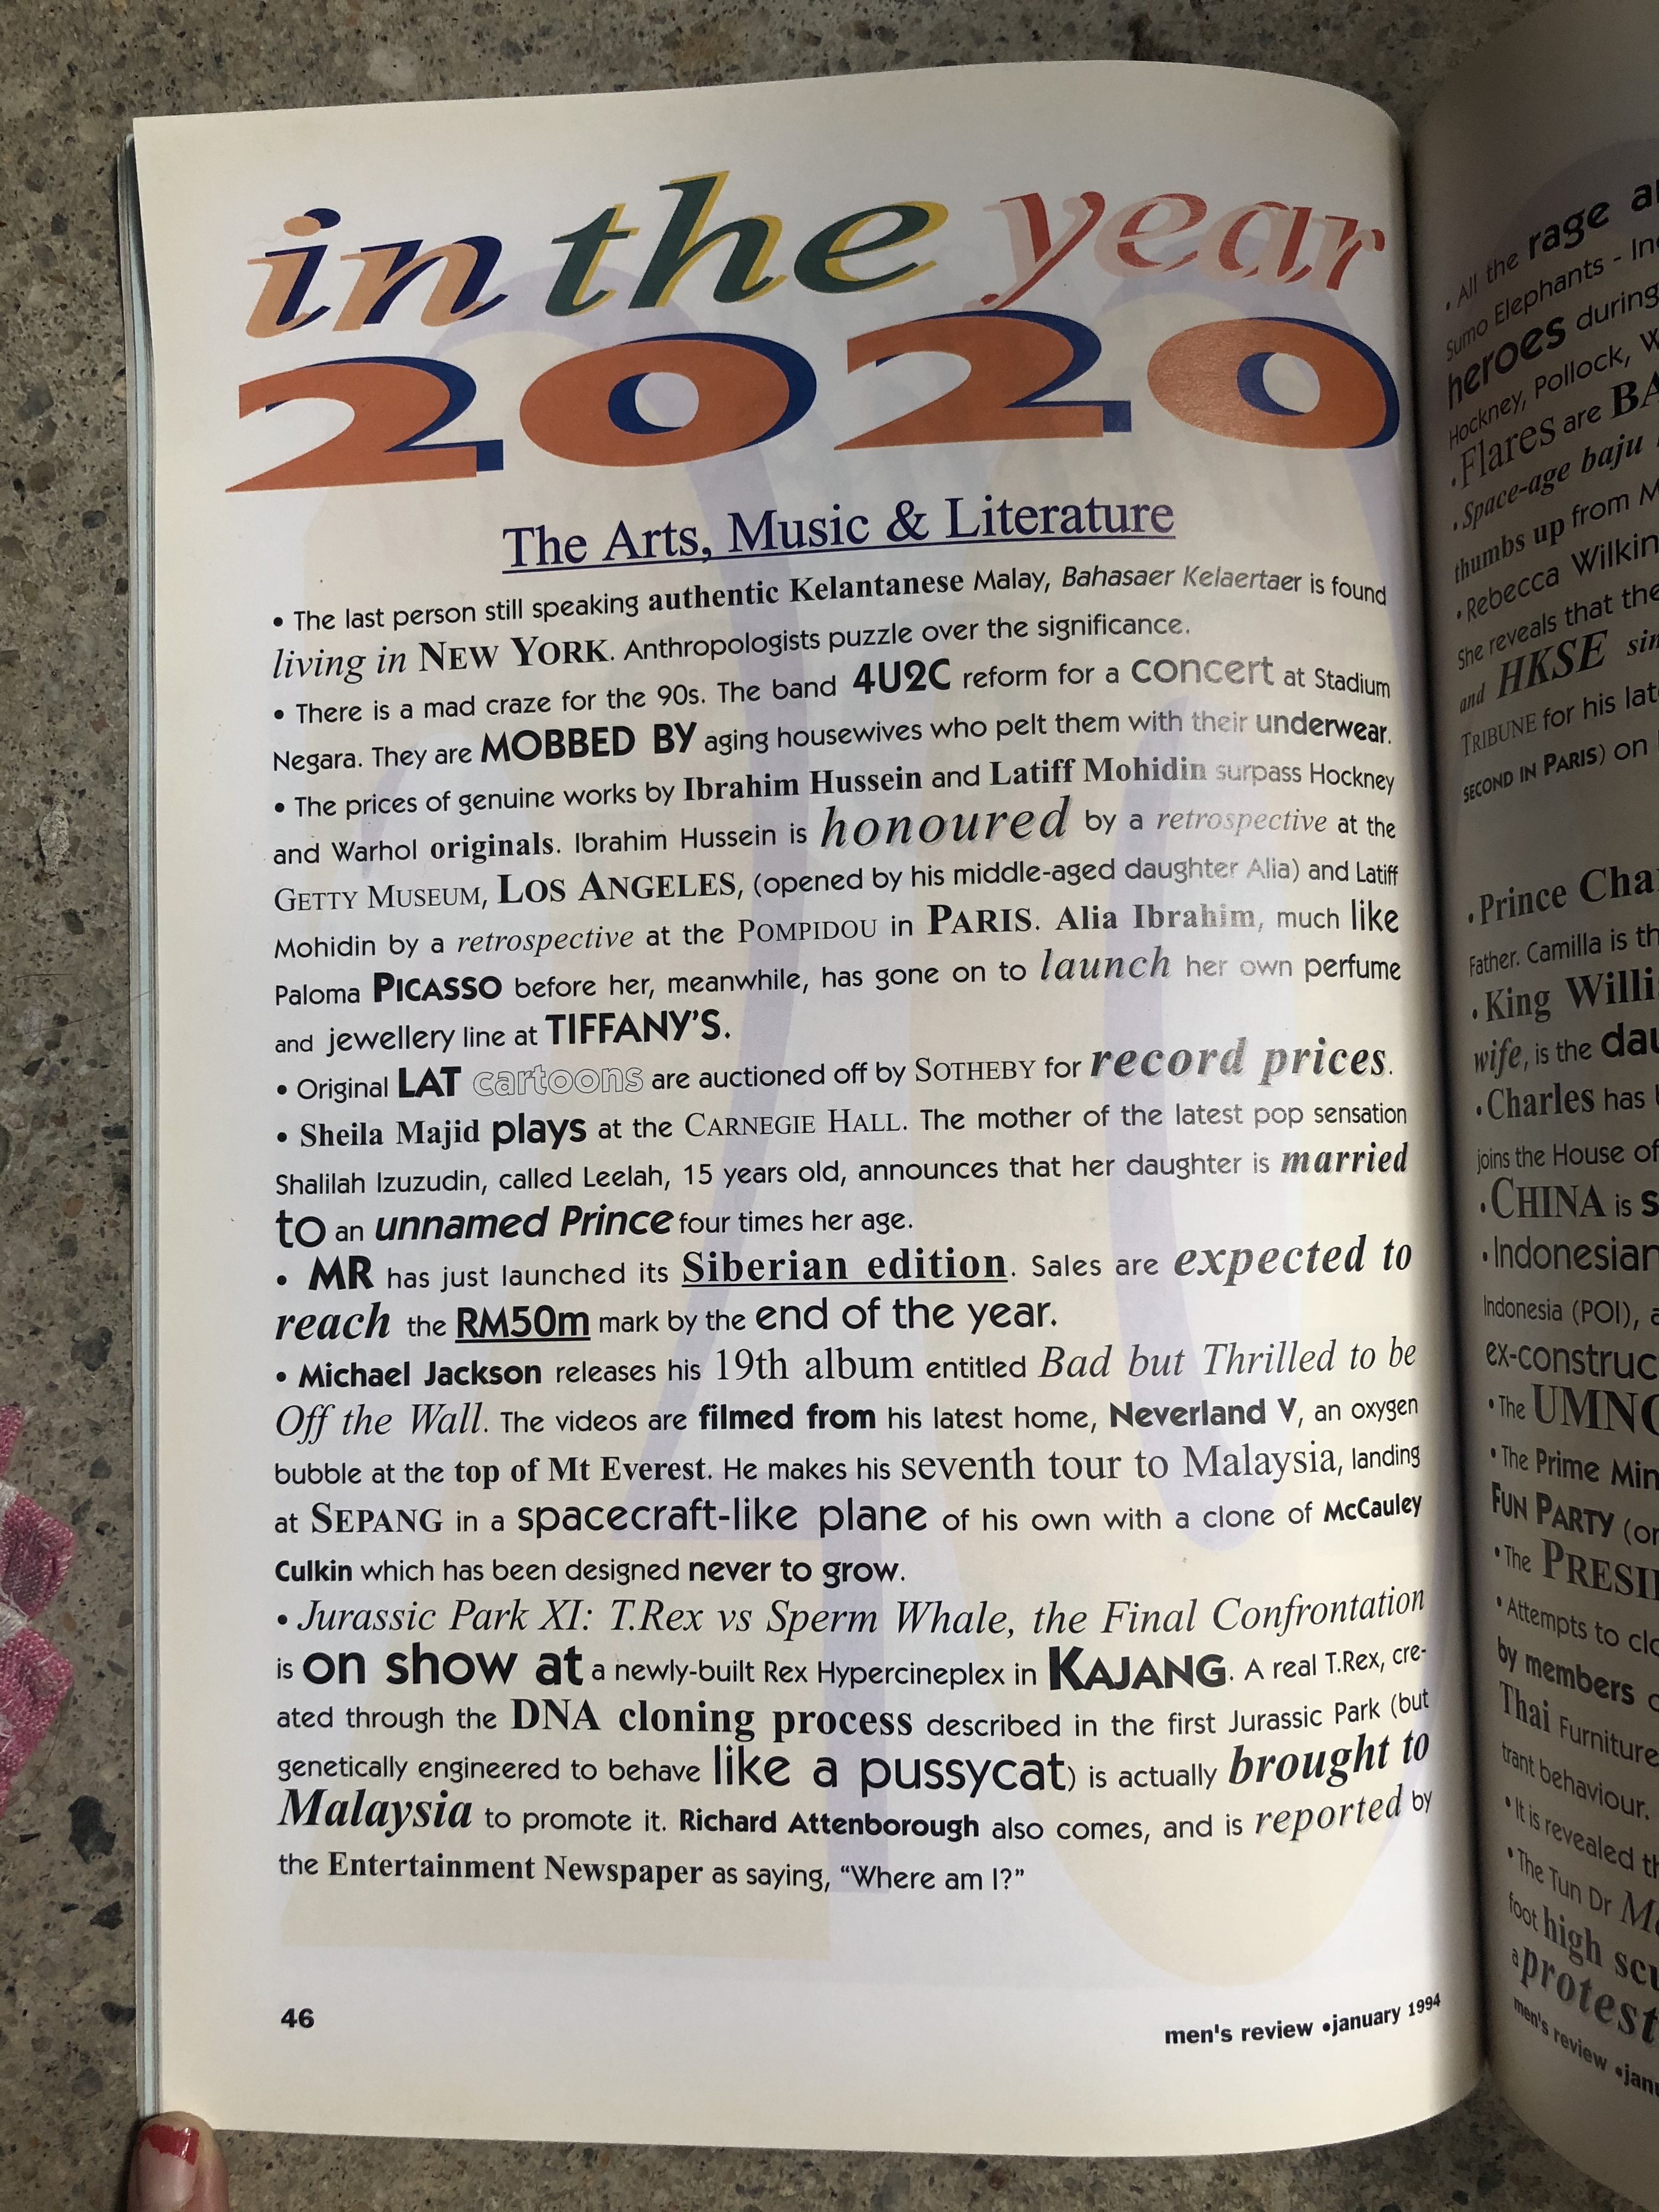 in the year
2020
The Arts, Music & Literature
• The last person still speaking authentic Kelantanese Malay, Bahasaer Kelaertaer is found
living in NEW YORK. Anthropologists puzzle over the significance.
• There is a mad craze for the 90s. The band 4U2C reform for a concert at Stadium
Negara. They are MOBBED BY aging housewives who pelt them with their underwear.
• The prices of genuine works by Ibrahim Hussein and Latiff Mohidin surpass Hockney
and Warhol originals. Ibrahim Hussein is honoured by a retrospective at the
GETTY MUSEUM, LOS ANGELES, (opened by his middle-aged daughter Alia) and Latiff
Mohidin by a retrospective at the POMPIDOU in PARIS. Alia Ibrahim, much like
Paloma PICASSO before her, meanwhile, has gone on to launch her own perfume
and jewellery line at TIFFANY'S.
• Original LAT cartoons are auctioned off by SOTHEBY for record prices.
• Sheila Majid plays at the CARNEGIE HALL. The mother of the latest pop sensation
Shalilah Izuzudin, called Leelah, 15 years old, announces that her daughter is married
to an unnamed Prince four times her age.
• MR has just launched its Siberian edition. Sales are expected to
reach the RM50m mark by the end of the year.
• Michael Jackson releases his 19th album entitled Bad but Thrilled to be
Off the Wall. The videos are filmed from his latest home, Neverland V, an oxygen
bubble at the top of Mt Everest. He makes his seventh tour to Malaysia, landing
at SEPANG in a spacecraft-like plane of his own with a clone of McCauley
Culkin which has been designed never to grow.
• Jurassic Park XI: T.Rex vs Sperm Whale, the Final Confrontation
is on show at a newly-built Rex Hypercineplex in KAJANG. A real T.Rex, cre-
ated through the DNA cloning process described in the first Jurassic Park (but
genetically engineered to behave like a pussycat) is actually brought to
Malaysia to promote it. Richard Attenborough also comes, and is reported by
the Entertainment Newspaper as saying, "Where am I?"
46
men's review •january 1994
• All the rage
Sumo Elephants -
heroes during
Hockney, Pollock,
•Flares are
•Space-age baju
thumbs up from
•Rebecca
She reveals that the
and HKSE
TRIBUNE for his
SECOND IN PARIS) on
•Prince
Father. Camilla is
•King
wife, is the
•Charles has
joins the House of
•CHINA is
•Indonesian
Indonesia (POI),
•The UMNO
•The Prime
FUN PARTY
•The
•Attempts to
by members
Thai Furniture
trant behaviour.
•It is revealed
•The Tun Dr
foot high
a protest
men's review